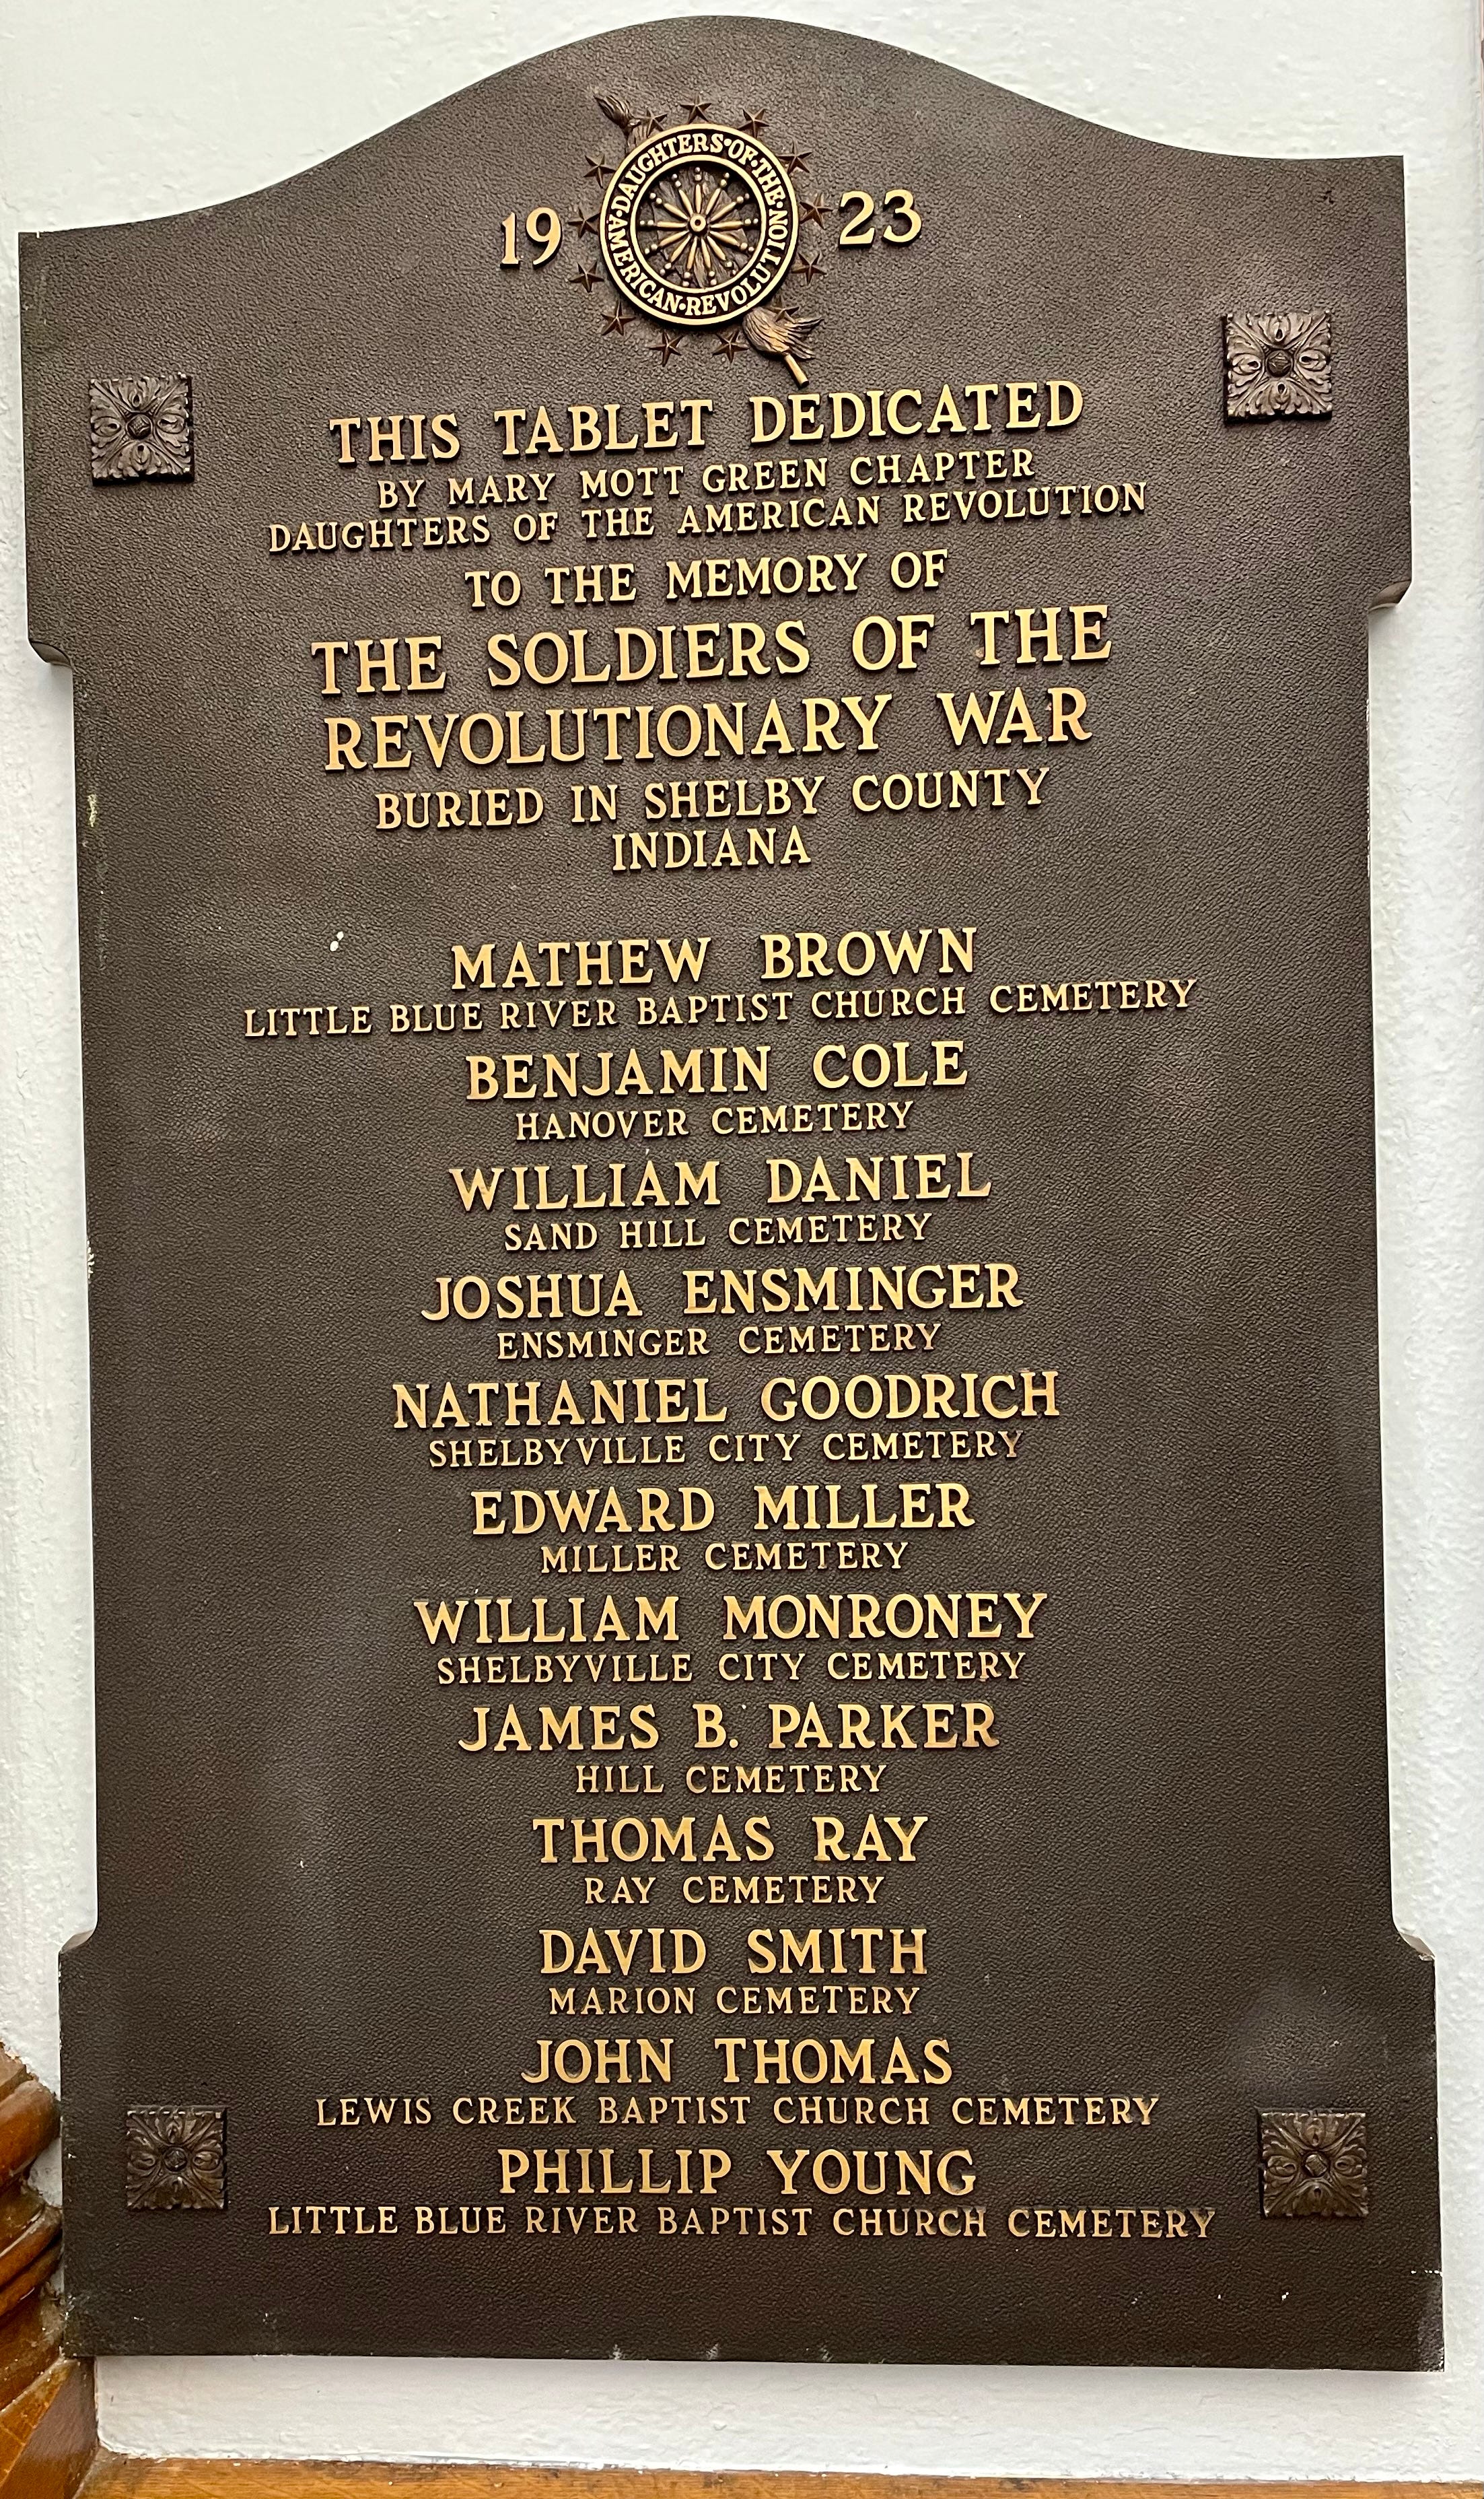 19 23
DAUGHTERS·OF·THE·AMERICAN·REVOLUTION
THIS TABLET DEDICATED
BY MARY MOTT GREEN CHAPTER
DAUGHTERS OF THE AMERICAN REVOLUTION
TO THE MEMORY OF
THE SOLDIERS OF THE
REVOLUTIONARY WAR
BURIED IN SHELBY COUNTY
INDIANA
MATHEW BROWN
LITTLE BLUE RIVER BAPTIST CHURCH CEMETERY
BENJAMIN COLE
HANOVER CEMETERY
WILLIAM DANIEL
SAND HILL CEMETERY
JOSHUA ENSMINGER
ENSMINGER CEMETERY
NATHANIEL GOODRICH
SHELBYVILLE CITY CEMETERY
EDWARD MILLER
MILLER CEMETERY
WILLIAM MONRONEY
SHELBYVILLE CITY CEMETERY
JAMES B. PARKER
HILL CEMETERY
THOMAS RAY
RAY CEMETERY
DAVID SMITH
MARION CEMETERY
JOHN THOMAS
LEWIS CREEK BAPTIST CHURCH CEMETERY
PHILLIP YOUNG
LITTLE BLUE RIVER BAPTIST CHURCH CEMETERY